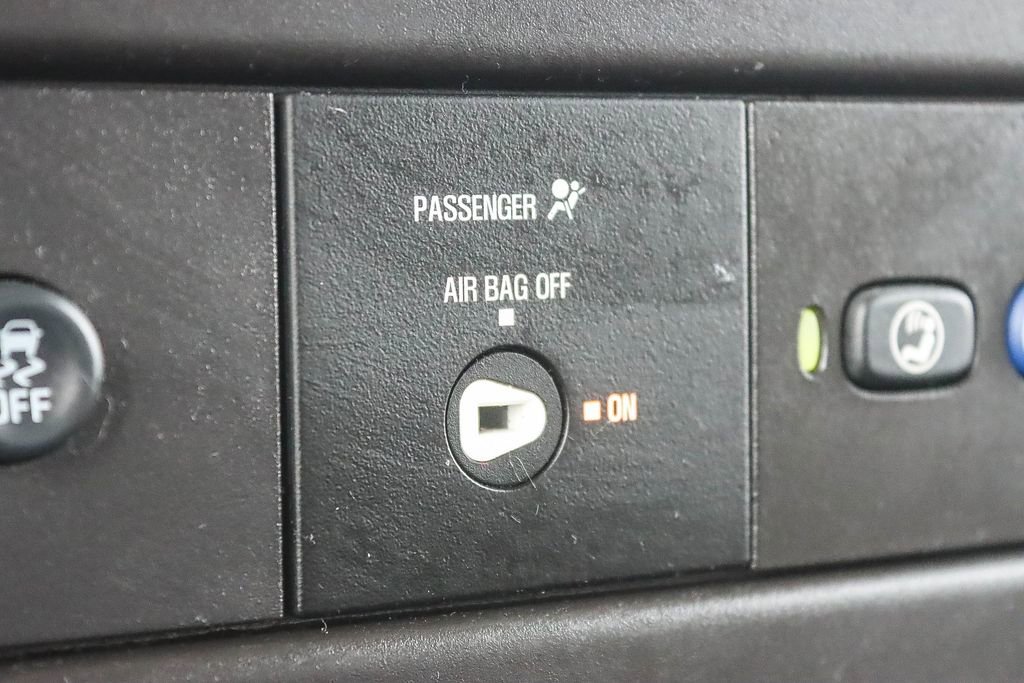 PASSENGER
AIR BAG OFF
ON
OFF